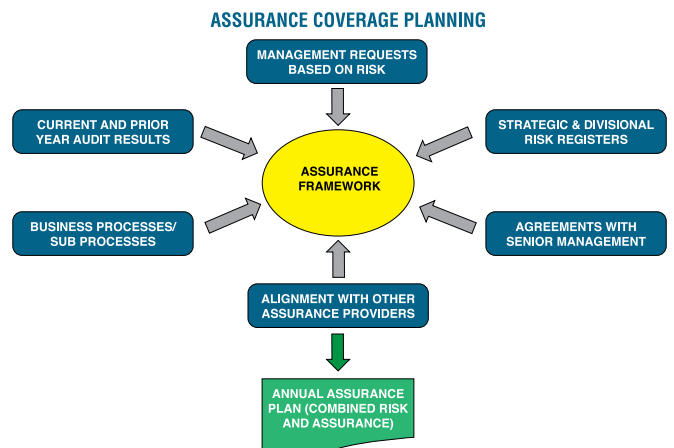 ASSURANCE COVERAGE PLANNING
MANAGEMENT REQUESTS
BASED ON RISK
CURRENT AND PRIOR
YEAR AUDIT RESULTS
STRATEGIC & DIVISIONAL
RISK REGISTERS
ASSURANCE
FRAMEWORK
BUSINESS PROCESSES/
SUB PROCESSES
AGREEMENTS WITH
SENIOR MANAGEMENT
ALIGNMENT WITH OTHER
ASSURANCE PROVIDERS
ANNUAL ASSURANCE
PLAN (COMBINED RISK
AND ASSURANCE)